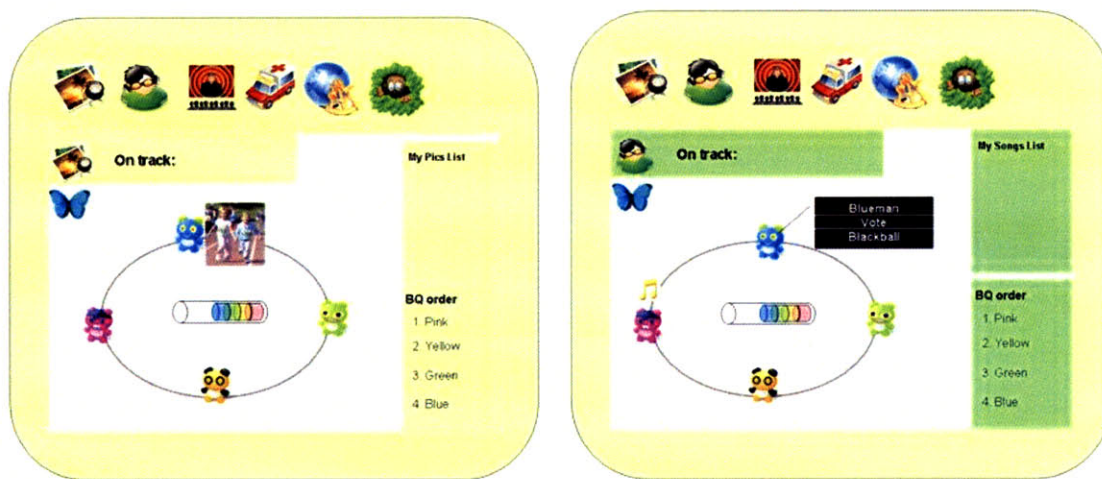 On track:
My Pics List
BQ order
1. Pink
2. Yellow
3. Green
4. Blue
On track:
My Songs List
Blueman
Vote
Blackball
BQ order
1. Pink
2. Yellow
3. Green
4. Blue